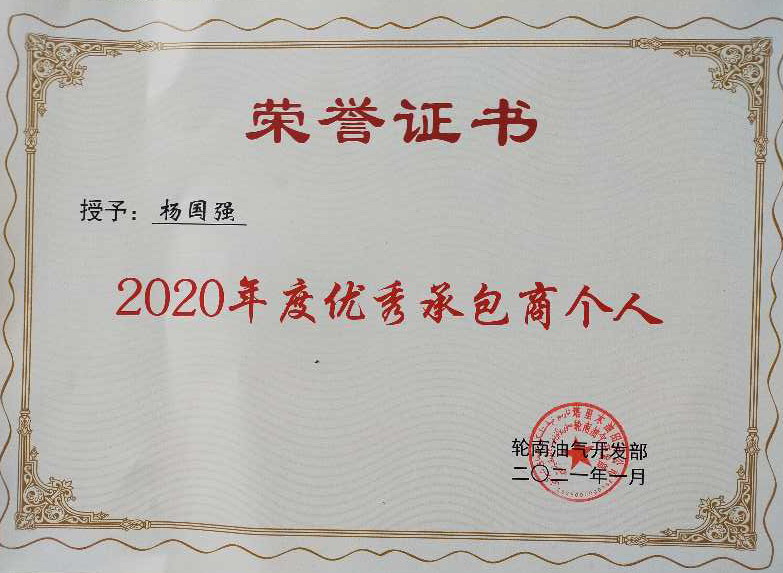 荣誉证书
授予：杨国强
2020年度优秀承包商个人
轮南油气开发部
二〇二一年一月